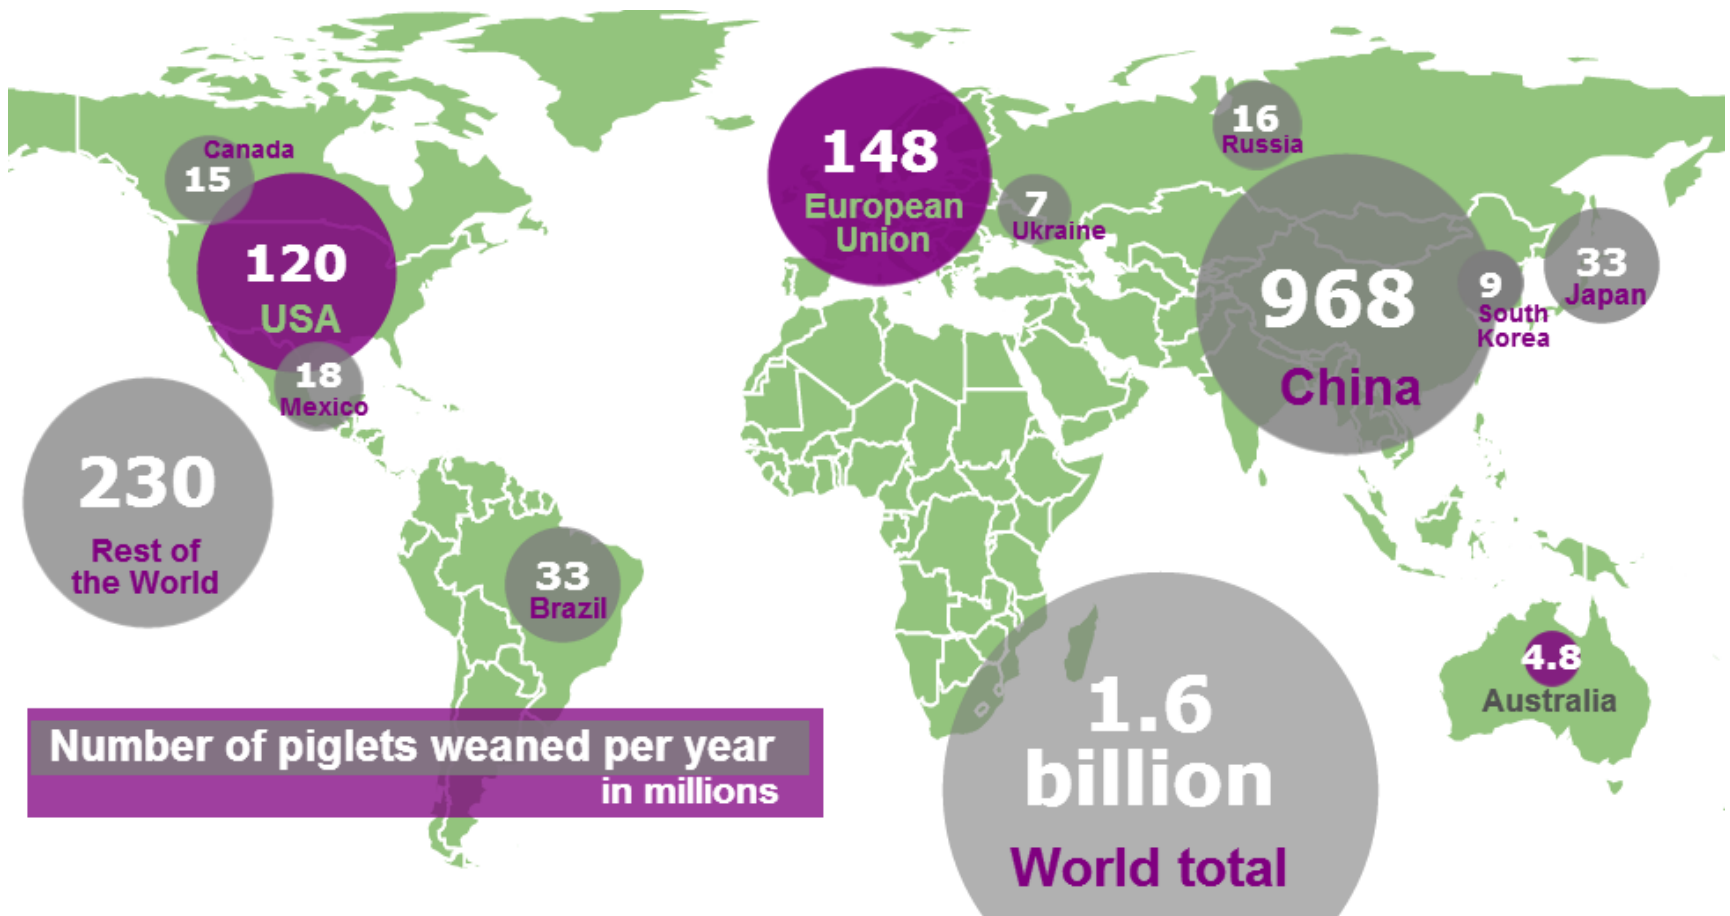 Canada
15
120
USA
18
Mexico
230
Rest of
the World
33
Brazil
148
European
Union
7
Ukraine
16
Russia
968
China
9
South
Korea
33
Japan
4.8
Australia
1.6
billion
World total
Number of piglets weaned per year
in millions